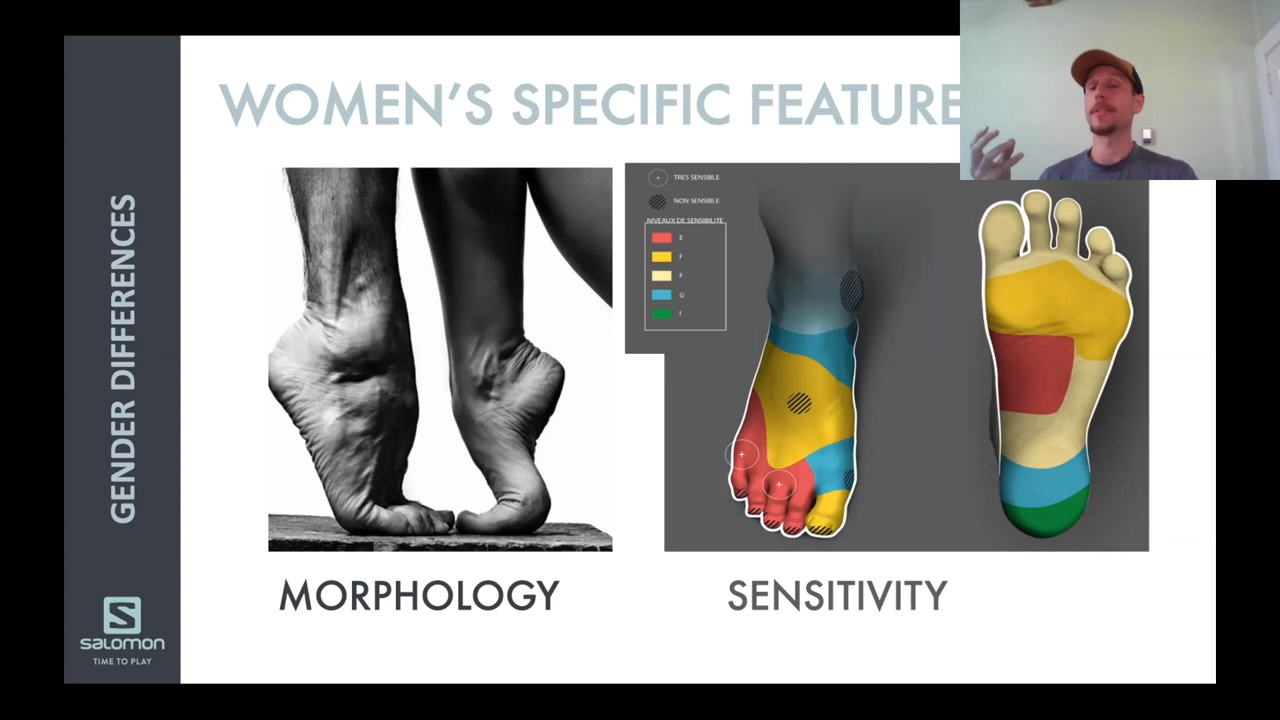 WOMEN'S SPECIFIC FEATURE
GENDER DIFFERENCES
TRES SENSIBLE
NON SENSIBLE
NIVEAUX DE SENSIBILITE
E
F
F
G
I
MORPHOLOGY
SENSITIVITY
S
SALOMON
TIME TO PLAY